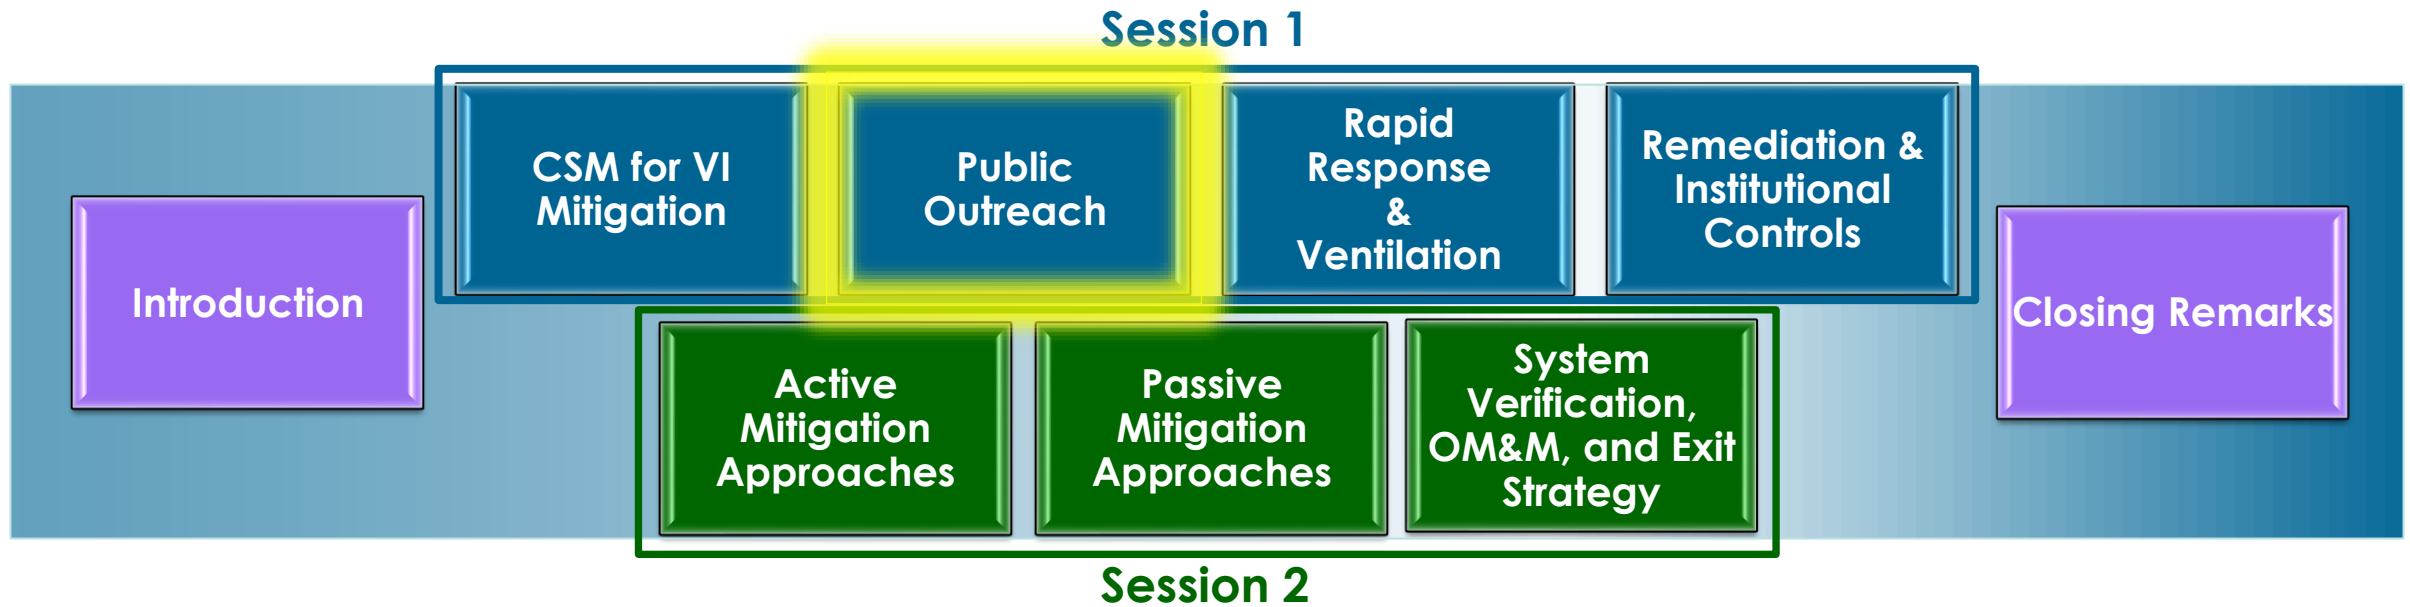 Session 1
Introduction
CSM for VI
Mitigation
Public
Outreach
Rapid
Response
&
Ventilation
Remediation &
Institutional
Controls
Active
Mitigation
Approaches
Passive
Mitigation
Approaches
System
Verification,
OM&M, and Exit
Strategy
Closing Remarks
Session 2